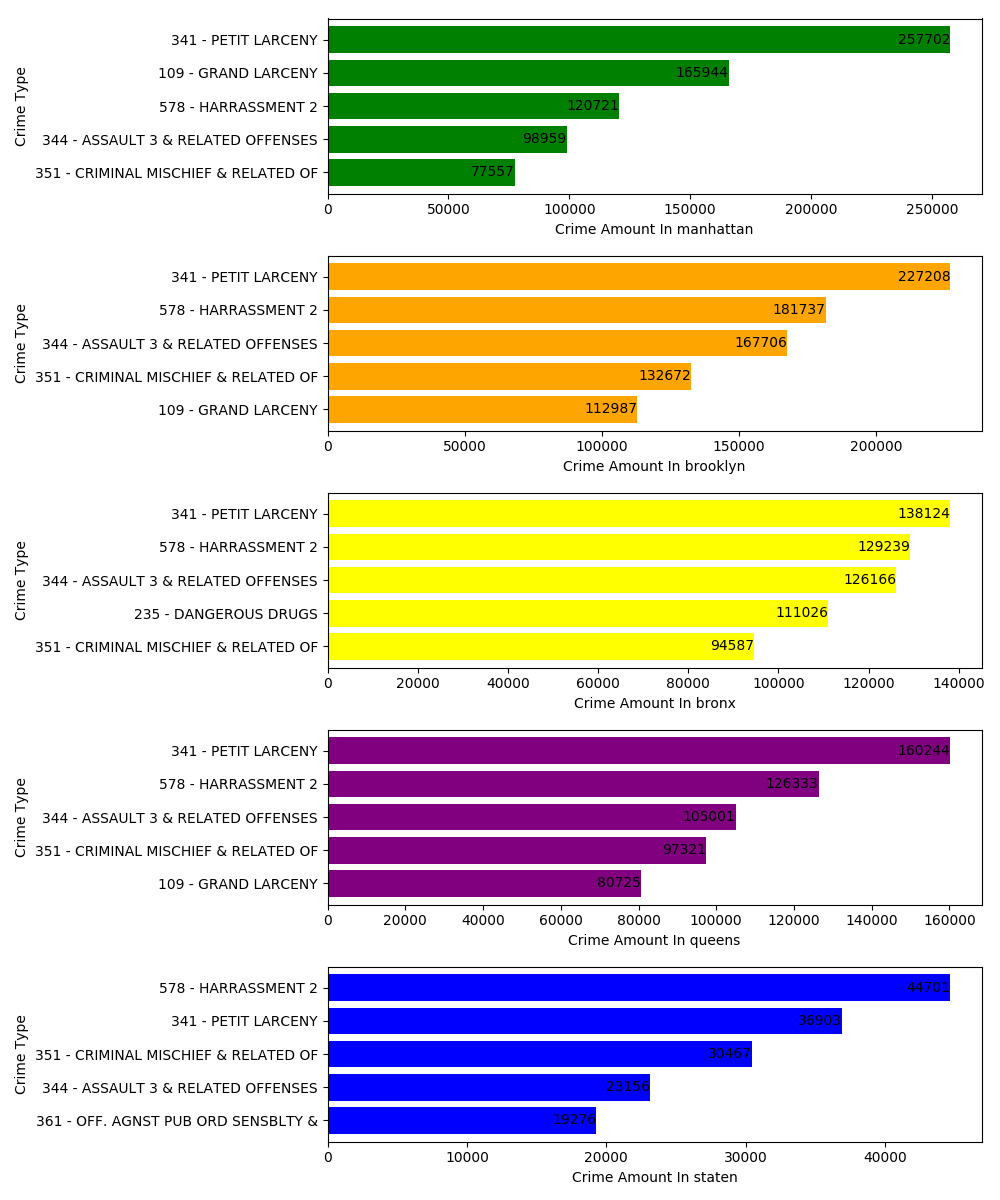 341 - PETIT LARCENY 257702
109 - GRAND LARCENY 165944
578 - HARRASSMENT 2 120721
344 - ASSAULT 3 & RELATED OFFENSES 98959
351 - CRIMINAL MISCHIEF & RELATED OF 77557
Crime Type
0 50000 100000 150000 200000 250000
Crime Amount In manhattan
341 - PETIT LARCENY 227208
578 - HARRASSMENT 2 181737
344 - ASSAULT 3 & RELATED OFFENSES 167706
351 - CRIMINAL MISCHIEF & RELATED OF 132672
109 - GRAND LARCENY 112987
Crime Type
0 50000 100000 150000 200000
Crime Amount In brooklyn
341 - PETIT LARCENY 138124
578 - HARRASSMENT 2 129239
344 - ASSAULT 3 & RELATED OFFENSES 126166
235 - DANGEROUS DRUGS 111026
351 - CRIMINAL MISCHIEF & RELATED OF 94587
Crime Type
0 20000 40000 60000 80000 100000 120000 140000
Crime Amount In bronx
341 - PETIT LARCENY 160244
578 - HARRASSMENT 2 126333
344 - ASSAULT 3 & RELATED OFFENSES 105001
351 - CRIMINAL MISCHIEF & RELATED OF 97321
109 - GRAND LARCENY 80725
Crime Type
0 20000 40000 60000 80000 100000 120000 140000 160000
Crime Amount In queens
578 - HARRASSMENT 2 44701
341 - PETIT LARCENY 36903
351 - CRIMINAL MISCHIEF & RELATED OF 30467
344 - ASSAULT 3 & RELATED OFFENSES 23156
361 - OFF. AGNST PUB ORD SENSBLTY & 19276
Crime Type
0 10000 20000 30000 40000
Crime Amount In staten